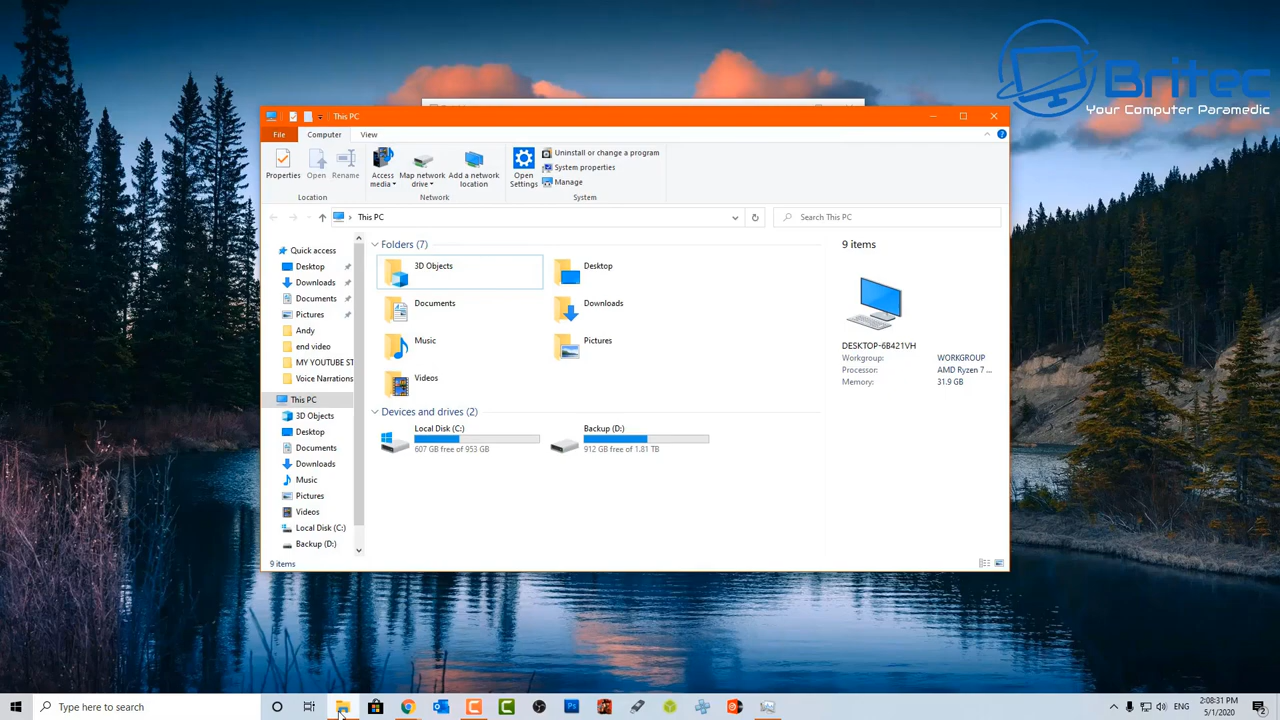 Britec
Your Computer Paramedic
This PC
File Computer View
Properties Open Rename Access media Map network drive Add a network location Open Settings
Uninstall or change a program
System properties
Manage
Location Network System
This PC
Search This PC
Quick access
Desktop
Downloads
Documents
Pictures
Andy
end video
MY YOUTUBE ST
Voice Narrations
This PC
3D Objects
Desktop
Documents
Downloads
Music
Pictures
Videos
Local Disk (C:)
Backup (D:)
Folders (7)
3D Objects Desktop
Documents Downloads
Music Pictures
Videos
Devices and drives (2)
Local Disk (C:) Backup (D:)
607 GB free of 953 GB 912 GB free of 1.81 TB
9 items
DESKTOP-6B421VH
Workgroup: WORKGROUP
Processor: AMD Ryzen 7 ...
Memory: 31.9 GB
9 items
Type here to search
ENG
2:08:31 PM
5/1/2020